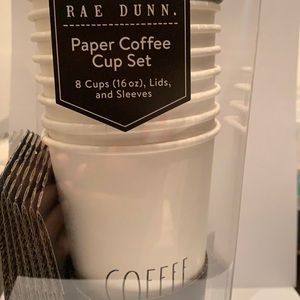 RAE DUNN.
Paper Coffee
Cup Set
8 Cups (16 oz), Lids,
and Sleeves
COFFEE